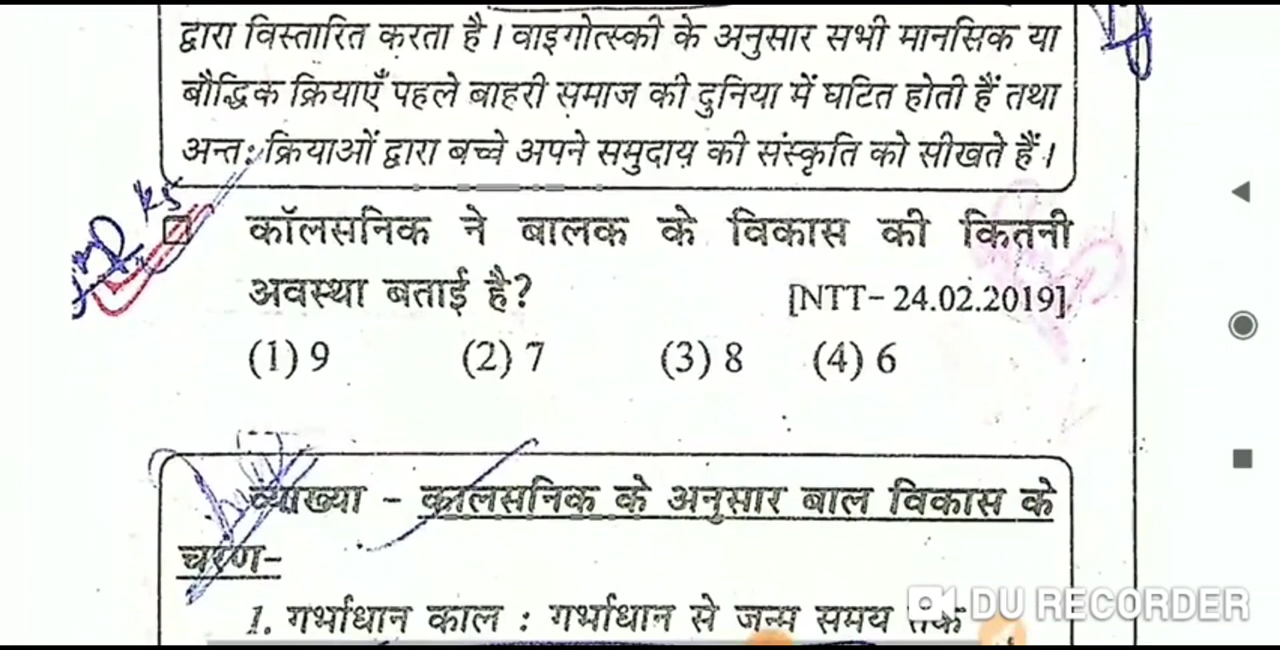 द्वारा विस्तारित करता है। वाइगोत्स्की के अनुसार सभी मानसिक या
बौद्धिक क्रियाएँ पहले बाहरी समाज की दुनिया में घटित होती हैं तथा
अन्तःक्रियाओं द्वारा बच्चे अपने समुदाय की संस्कृति को सीखते हैं।
कॉलसनिक ने बालक के विकास की कितनी
अवस्था बताई है? [NTT- 24.02.2019]
(1) 9 (2) 7 (3) 8 (4) 6
व्याख्या - कालसनिक के अनुसार बाल विकास के
चरण-
1. गर्भाधान काल : गर्भाधान से जन्म समय तक
DU RECORDER